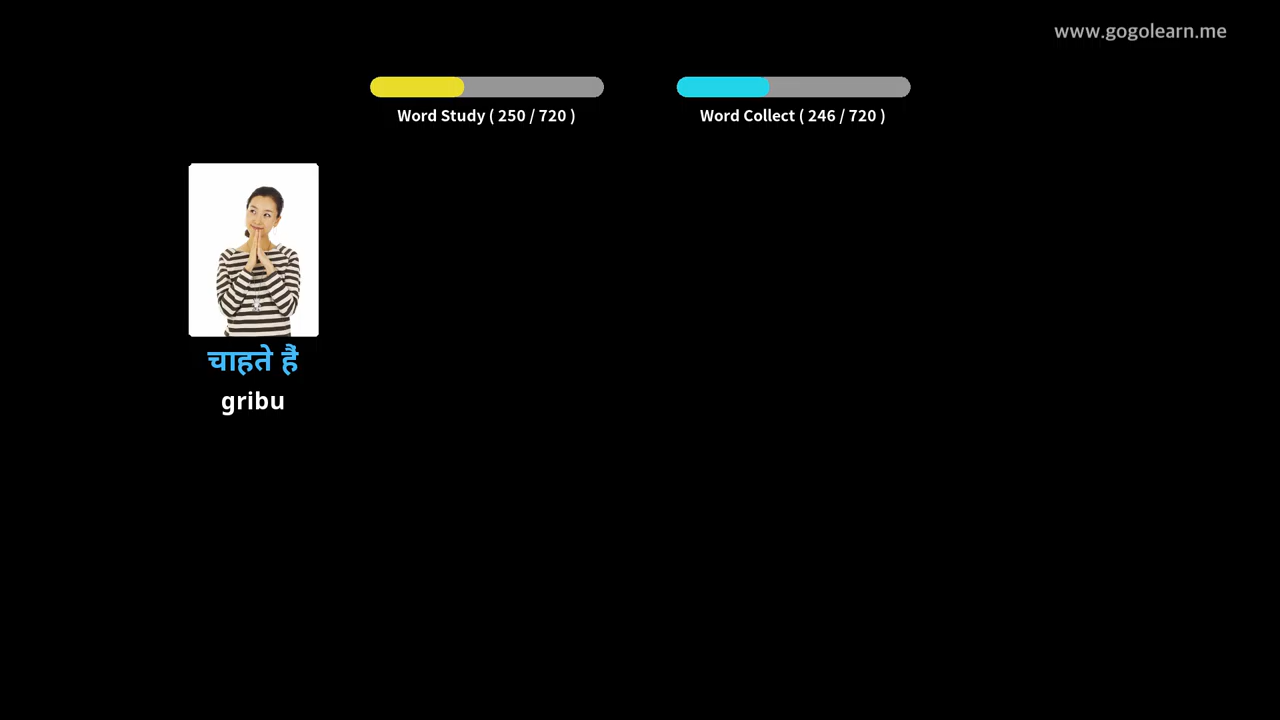 www.gogolearn.me
Word Study ( 250 / 720 )
Word Collect ( 246 / 720 )
चाहते हैं
gribu